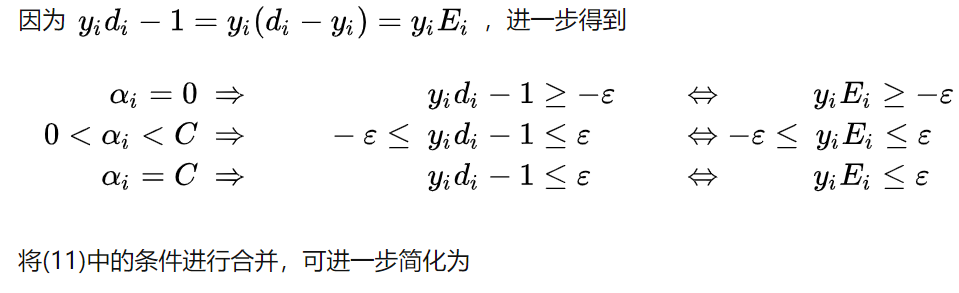 因为 $y_i d_i - 1 = y_i(d_i - y_i) = y_i E_i$ ，进一步得到
$\alpha_i = 0 \Rightarrow \quad y_i d_i - 1 \geq -\varepsilon \quad \Leftrightarrow \quad y_i E_i \geq -\varepsilon$
$0 < \alpha_i < C \Rightarrow \quad -\varepsilon \leq y_i d_i - 1 \leq \varepsilon \quad \Leftrightarrow -\varepsilon \leq y_i E_i \leq \varepsilon$
$\alpha_i = C \Rightarrow \quad y_i d_i - 1 \leq \varepsilon \quad \Leftrightarrow \quad y_i E_i \leq \varepsilon$
将(11)中的条件进行合并，可进一步简化为